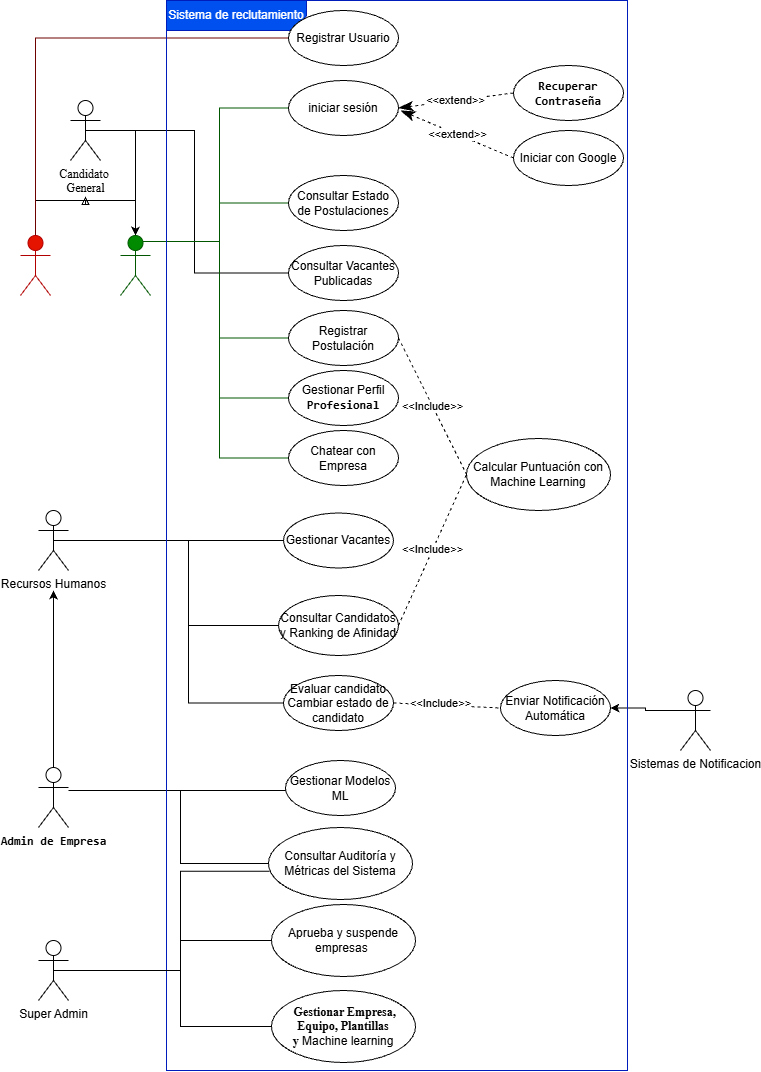 Sistema de reclutamiento
Registrar Usuario
iniciar sesión
<<extend>>
Recuperar
Contraseña
<<extend>>
Iniciar con Google
Candidato
General
Consultar Estado
de Postulaciones
Consultar Vacantes
Publicadas
Registrar
Postulación
Gestionar Perfil
Profesional
<<Include>>
Chatear con
Empresa
Calcular Puntuación con
Machine Learning
Gestionar Vacantes
<<Include>>
Recursos Humanos
Consultar Candidatos
y Ranking de Afinidad
Evaluar candidato
Cambiar estado de
candidato
<<Include>>
Enviar Notificación
Automática
Sistemas de Notificacion
Gestionar Modelos
ML
Admin de Empresa
Consultar Auditoría y
Métricas del Sistema
Aprueba y suspende
empresas
Super Admin
Gestionar Empresa,
Equipo, Plantillas
y Machine learning